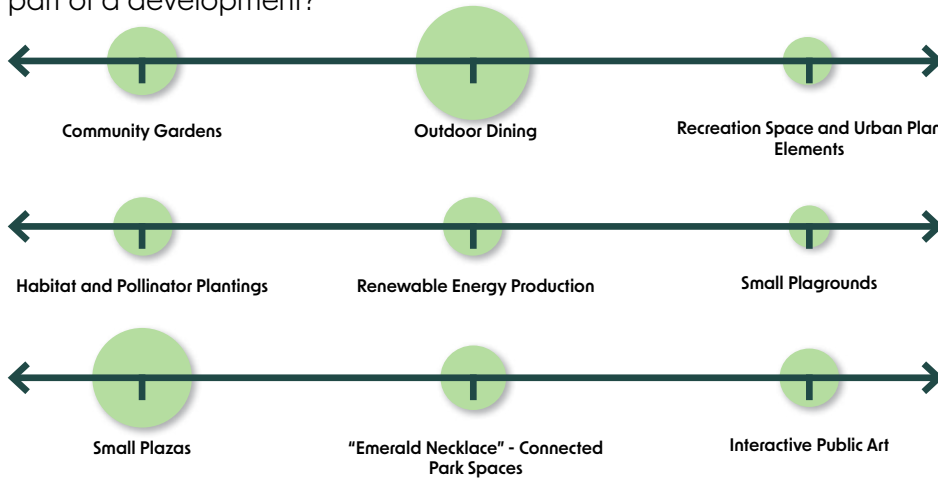 part of a development?
Community Gardens
Outdoor Dining
Recreation Space and Urban Plan
Elements
Habitat and Pollinator Plantings
Renewable Energy Production
Small Plagrounds
Small Plazas
"Emerald Necklace" - Connected
Park Spaces
Interactive Public Art